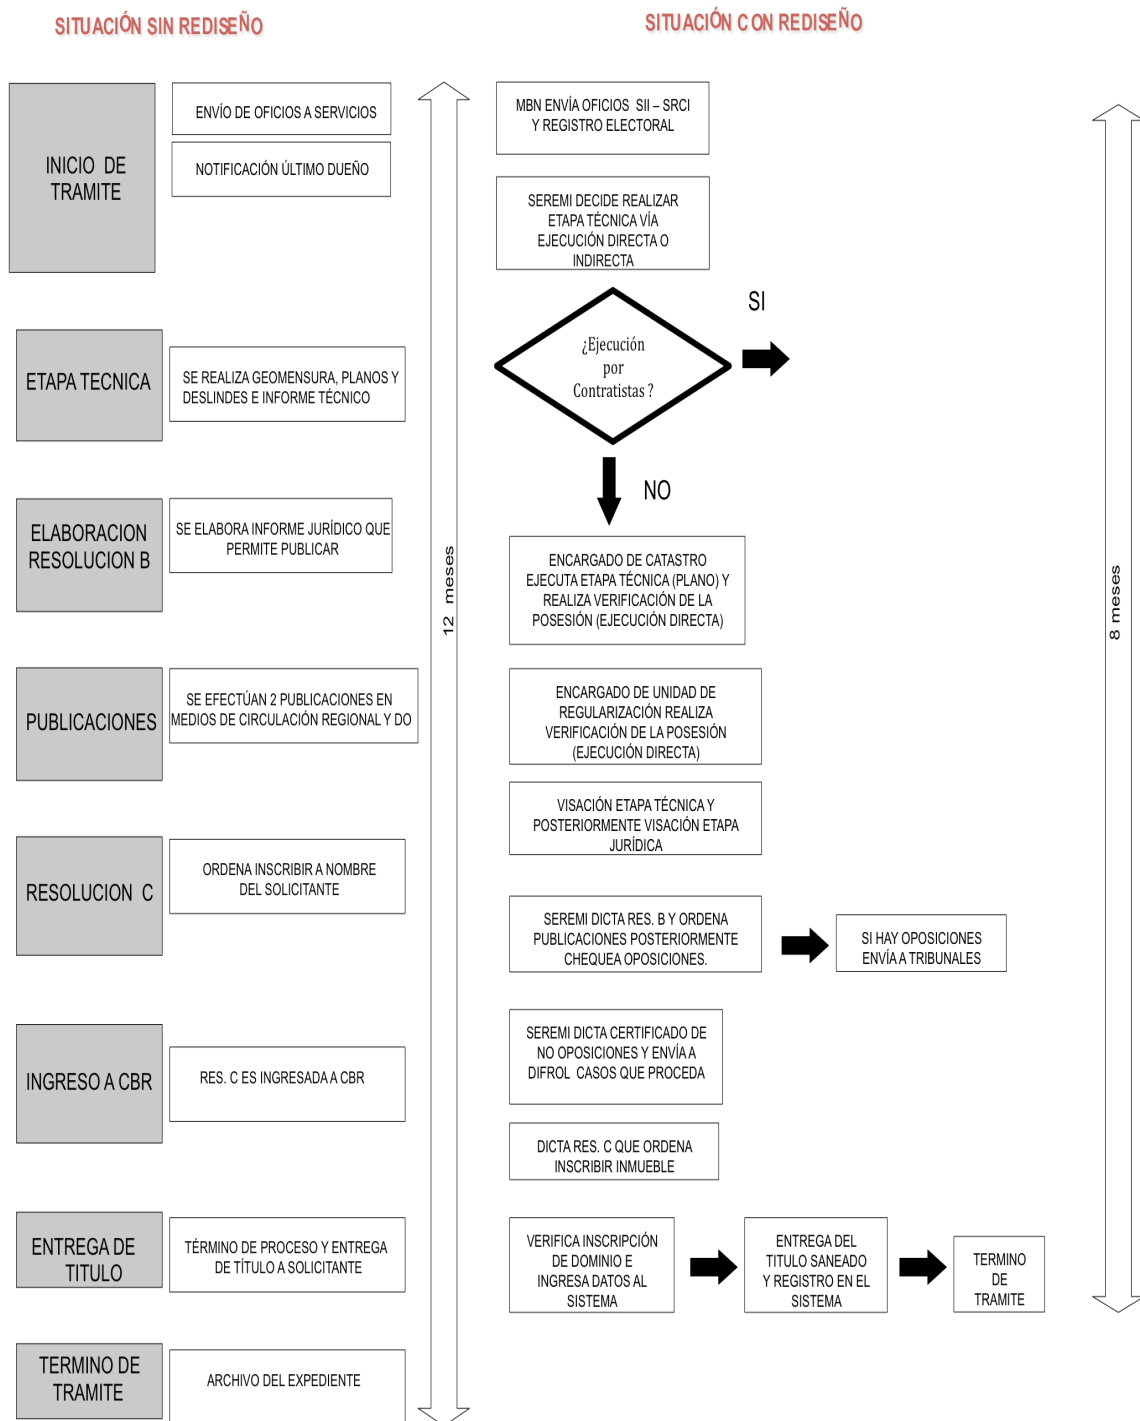 SITUACIÓN SIN REDISEÑO
SITUACIÓN CON REDISEÑO
INICIO DE
TRAMITE
ENVÍO DE OFICIOS A SERVICIOS
NOTIFICACIÓN ÚLTIMO DUEÑO
ETAPA TECNICA
SE REALIZA GEOMENSURA, PLANOS Y
DESLINDES E INFORME TÉCNICO
ELABORACION
RESOLUCION B
SE ELABORA INFORME JURÍDICO QUE
PERMITE PUBLICAR
PUBLICACIONES
SE EFECTÚAN 2 PUBLICACIONES EN
MEDIOS DE CIRCULACIÓN REGIONAL Y DO
RESOLUCION C
ORDENA INSCRIBIR A NOMBRE
DEL SOLICITANTE
INGRESO A CBR
RES. C ES INGRESADA A CBR
ENTREGA DE
TITULO
TÉRMINO DE PROCESO Y ENTREGA
DE TÍTULO A SOLICITANTE
TERMINO DE
TRAMITE
ARCHIVO DEL EXPEDIENTE
12 meses
MBN ENVÍA OFICIOS SII – SRCI
Y REGISTRO ELECTORAL
SEREMI DECIDE REALIZAR
ETAPA TÉCNICA VÍA
EJECUCIÓN DIRECTA O
INDIRECTA
¿Ejecución
por
Contratistas ?
SI
NO
ENCARGADO DE CATASTRO
EJECUTA ETAPA TÉCNICA (PLANO) Y
REALIZA VERIFICACIÓN DE LA
POSESIÓN (EJECUCIÓN DIRECTA)
ENCARGADO DE UNIDAD DE
REGULARIZACIÓN REALIZA
VERIFICACIÓN DE LA POSESIÓN
(EJECUCIÓN DIRECTA)
VISACIÓN ETAPA TÉCNICA Y
POSTERIORMENTE VISACIÓN ETAPA
JURÍDICA
SEREMI DICTA RES. B Y ORDENA
PUBLICACIONES POSTERIORMENTE
CHEQUEA OPOSICIONES.
SI HAY OPOSICIONES
ENVÍA A TRIBUNALES
SEREMI DICTA CERTIFICADO DE
NO OPOSICIONES Y ENVÍA A
DIFROL CASOS QUE PROCEDA
DICTA RES. C QUE ORDENA
INSCRIBIR INMUEBLE
VERIFICA INSCRIPCIÓN
DE DOMINIO E
INGRESA DATOS AL
SISTEMA
ENTREGA DEL
TITULO SANEADO
Y REGISTRO EN EL
SISTEMA
TERMINO
DE
TRAMITE
8 meses